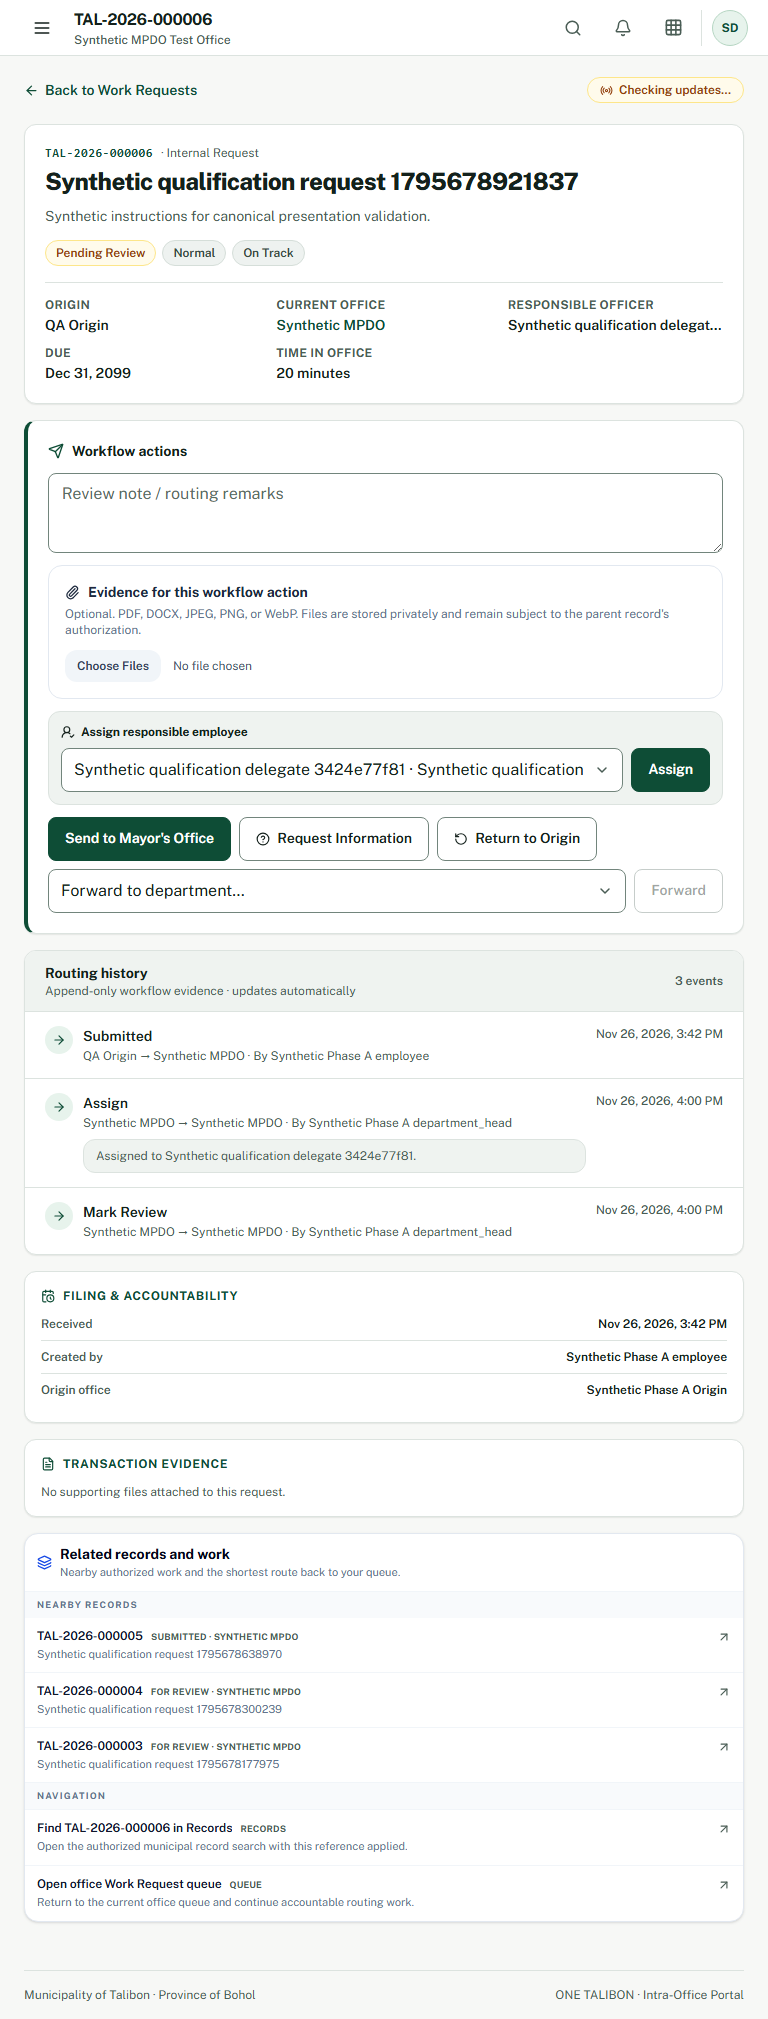 TAL-2026-000006
Synthetic MPDO Test Office
SD
Back to Work Requests
Checking updates...
TAL-2026-000006 · Internal Request
Synthetic qualification request 1795678921837
Synthetic instructions for canonical presentation validation.
Pending Review
Normal
On Track
ORIGIN
QA Origin
CURRENT OFFICE
Synthetic MPDO
RESPONSIBLE OFFICER
Synthetic qualification delegat...
DUE
Dec 31, 2099
TIME IN OFFICE
20 minutes
Workflow actions
Review note / routing remarks
Evidence for this workflow action
Optional. PDF, DOCX, JPEG, PNG, or WebP. Files are stored privately and remain subject to the parent record's
authorization.
Choose Files
No file chosen
Assign responsible employee
Synthetic qualification delegate 3424e77f81 · Synthetic qualification
Assign
Send to Mayor's Office
Request Information
Return to Origin
Forward to department...
Forward
Routing history
Append-only workflow evidence · updates automatically
3 events
Submitted
Nov 26, 2026, 3:42 PM
QA Origin → Synthetic MPDO · By Synthetic Phase A employee
Assign
Nov 26, 2026, 4:00 PM
Synthetic MPDO → Synthetic MPDO · By Synthetic Phase A department_head
Assigned to Synthetic qualification delegate 3424e77f81.
Mark Review
Nov 26, 2026, 4:00 PM
Synthetic MPDO → Synthetic MPDO · By Synthetic Phase A department_head
FILING & ACCOUNTABILITY
Received
Nov 26, 2026, 3:42 PM
Created by
Synthetic Phase A employee
Origin office
Synthetic Phase A Origin
TRANSACTION EVIDENCE
No supporting files attached to this request.
Related records and work
Nearby authorized work and the shortest route back to your queue.
NEARBY RECORDS
TAL-2026-000005 SUBMITTED · SYNTHETIC MPDO
Synthetic qualification request 1795678638970
TAL-2026-000004 FOR REVIEW · SYNTHETIC MPDO
Synthetic qualification request 1795678300239
TAL-2026-000003 FOR REVIEW · SYNTHETIC MPDO
Synthetic qualification request 1795678177975
NAVIGATION
Find TAL-2026-000006 in Records RECORDS
Open the authorized municipal record search with this reference applied.
Open office Work Request queue QUEUE
Return to the current office queue and continue accountable routing work.
Municipality of Talibon · Province of Bohol
ONE TALIBON · Intra-Office Portal